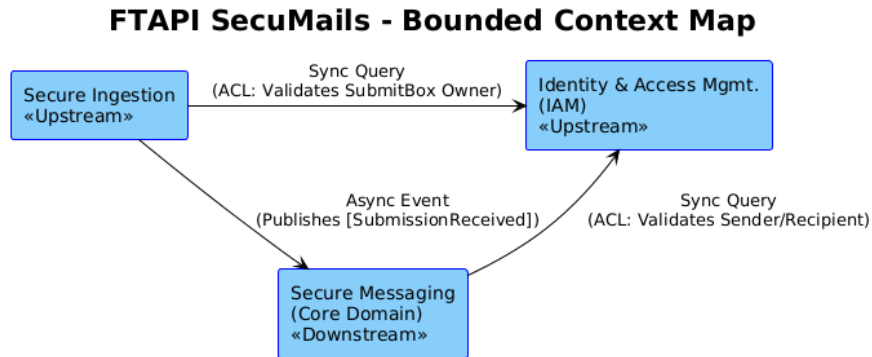 FTAPI SecuMails - Bounded Context Map
Sync Query
(ACL: Validates SubmitBox Owner)
Secure Ingestion
«Upstream»
Identity & Access Mgmt.
(IAM)
«Upstream»
Async Event
(Publishes [SubmissionReceived])
Sync Query
(ACL: Validates Sender/Recipient)
Secure Messaging
(Core Domain)
«Downstream»